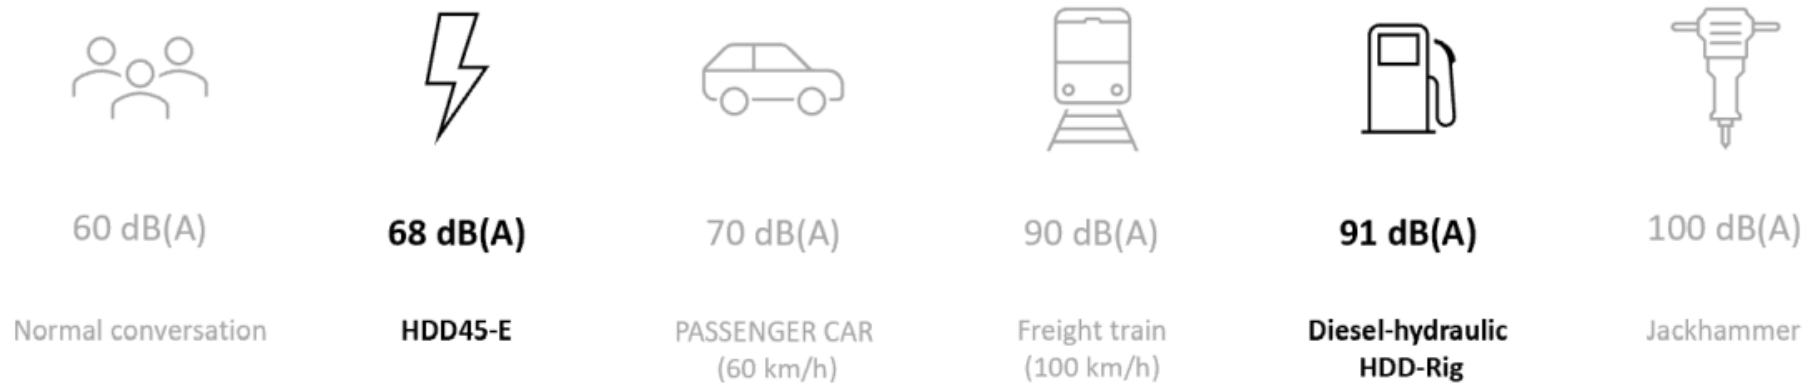 60 dB(A)
68 dB(A)
70 dB(A)
90 dB(A)
91 dB(A)
100 dB(A)
Normal conversation
HDD45-E
PASSENGER CAR
(60 km/h)
Freight train
(100 km/h)
Diesel-hydraulic
HDD-Rig
Jackhammer